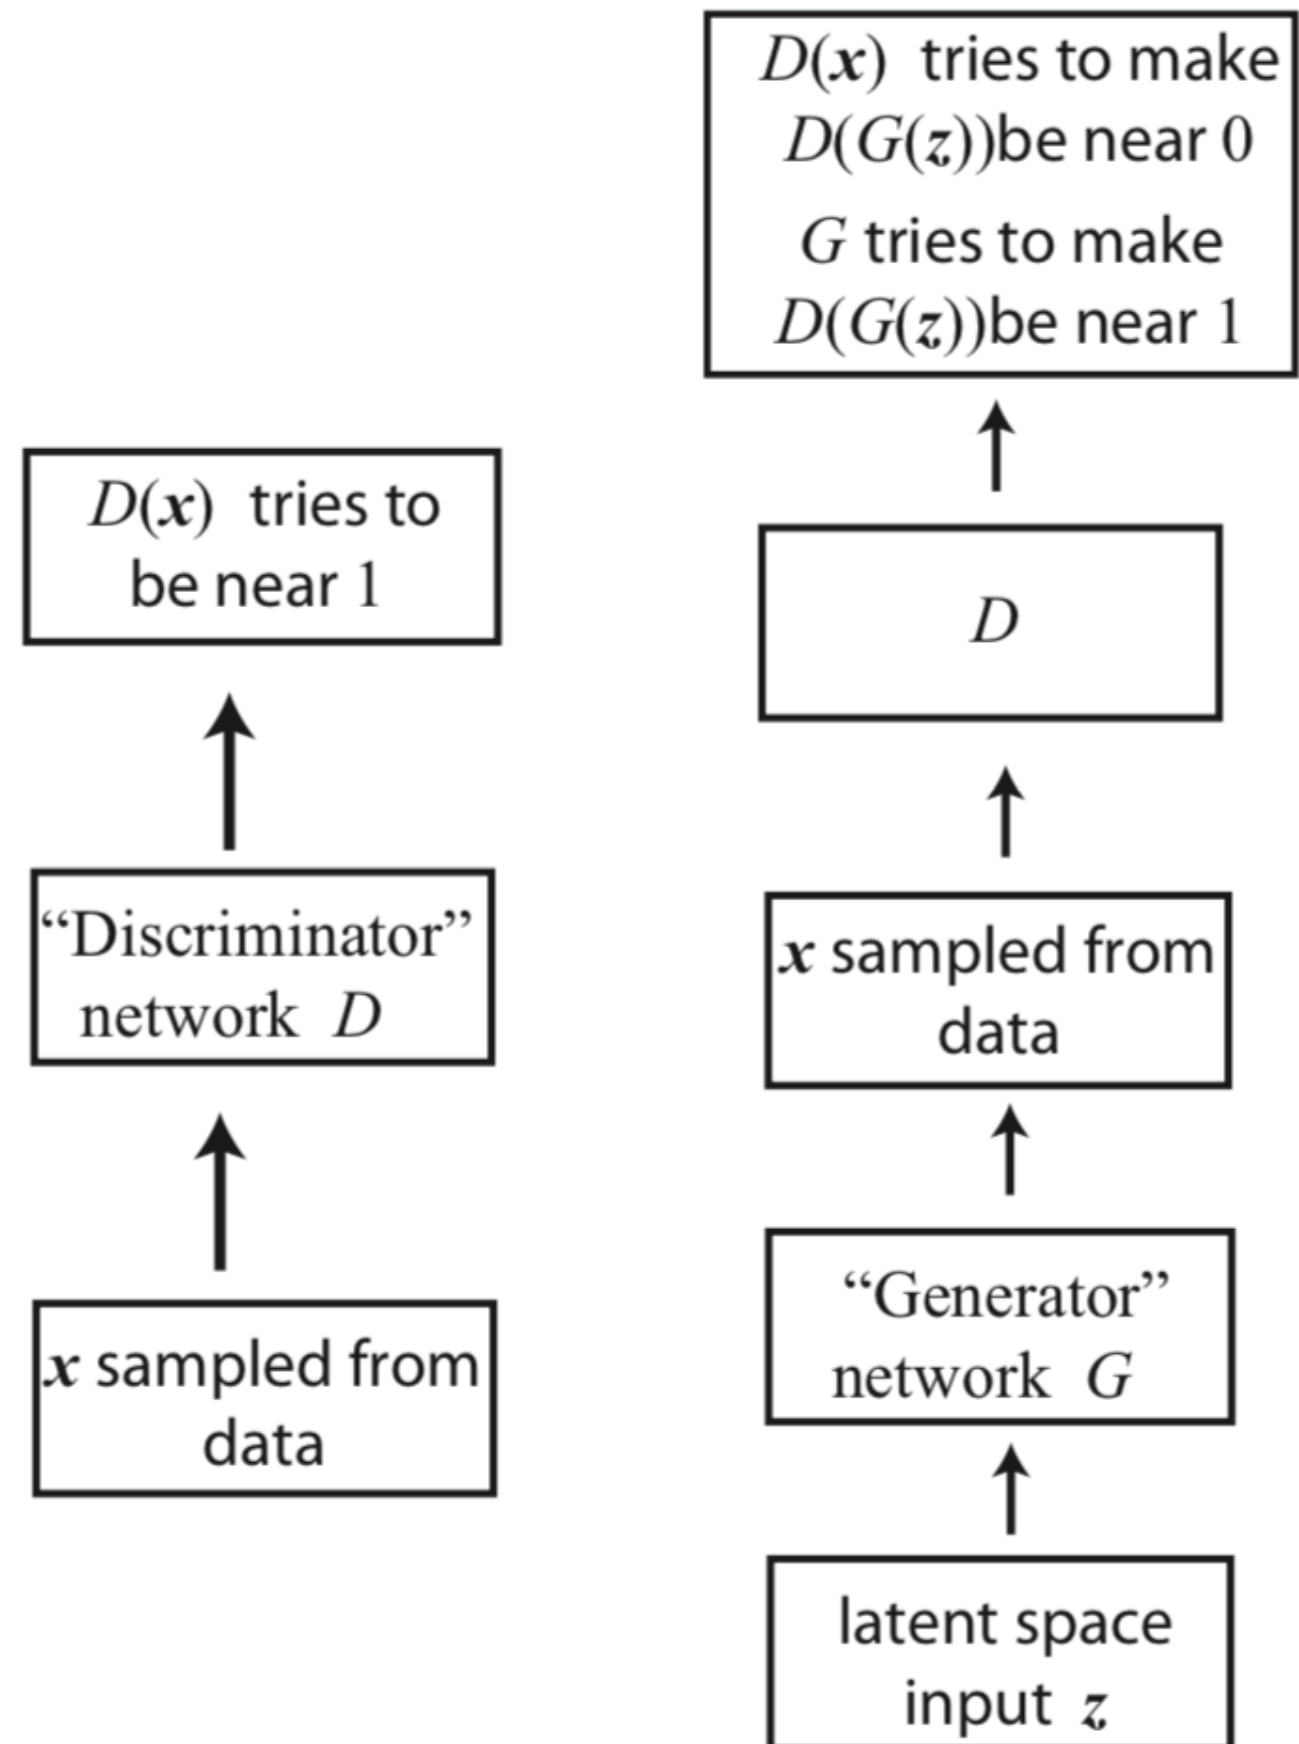 D(x) tries to
be near 1
“Discriminator”
network D
x sampled from
data
D(x) tries to make
D(G(z))be near 0
G tries to make
D(G(z))be near 1
D
x sampled from
data
“Generator”
network G
latent space
input z